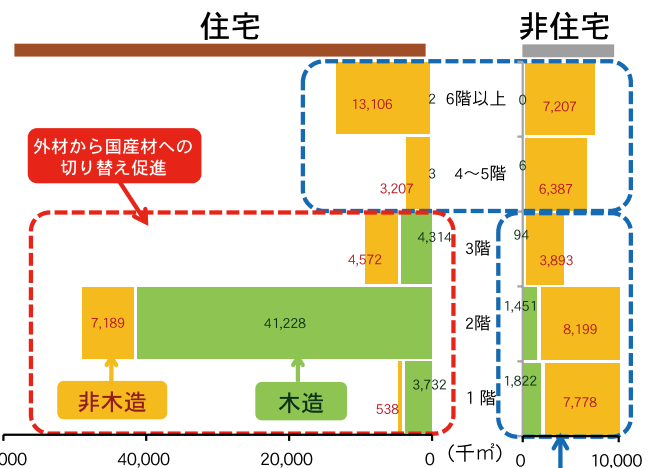 住宅
非住宅
13,106
2
6階以上
0
7,207
外材から国産材への
切り替え促進
3,207
3
4〜5階
6
6,387
4,572
4,314
3階
94
3,893
7,189
41,228
2階
1,451
8,199
非木造
木造
538
3,732
1階
1,822
7,778
40,000
20,000
0
(千㎡)
0
10,000